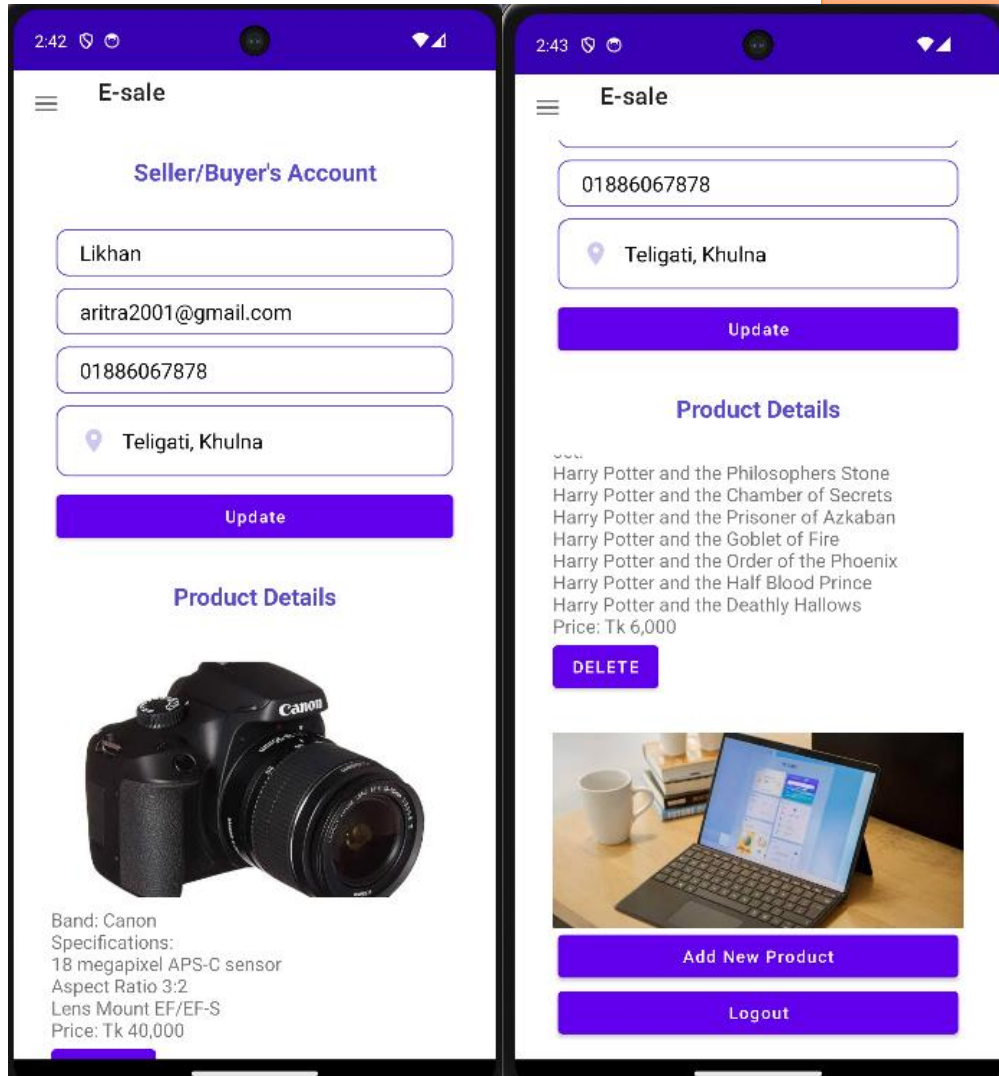 2:42
E-sale
Seller/Buyer's Account
Likhan
aritra2001@gmail.com
01886067878
Teligati, Khulna
Update
Product Details
Canon
Band: Canon
Specifications:
18 megapixel APS-C sensor
Aspect Ratio 3:2
Lens Mount EF/EF-S
Price: Tk 40,000
2:43
E-sale
01886067878
Teligati, Khulna
Update
Product Details
Harry Potter and the Philosophers Stone
Harry Potter and the Chamber of Secrets
Harry Potter and the Prisoner of Azkaban
Harry Potter and the Goblet of Fire
Harry Potter and the Order of the Phoenix
Harry Potter and the Half Blood Prince
Harry Potter and the Deathly Hallows
Price: Tk 6,000
DELETE
Add New Product
Logout